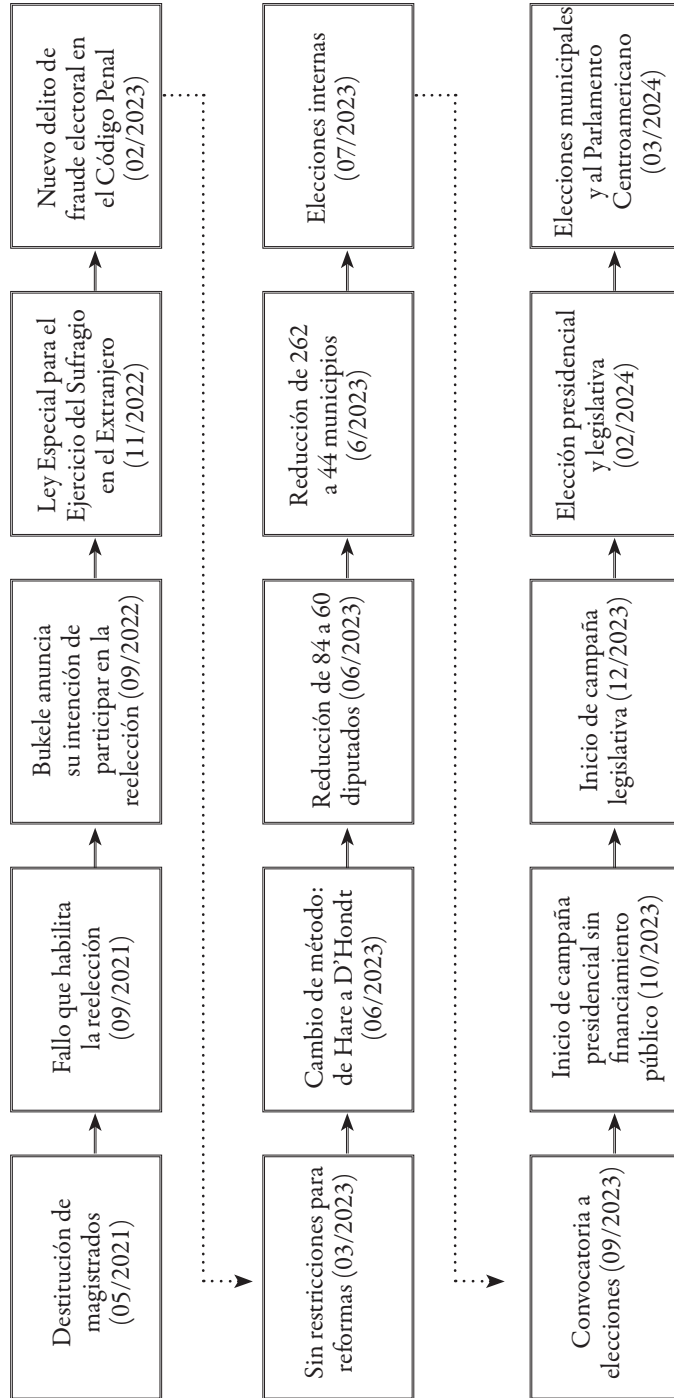 Destitución de
magistrados
(05/2021)
Fallo que habilita
la reelección
(09/2021)
Bukele anuncia
su intención de
participar en la
reelección (09/2022)
Ley Especial para el
Ejercicio del Sufragio
en el Extranjero
(11/2022)
Nuevo delito de
fraude electoral en
el Código Penal
(02/2023)
Sin restricciones para
reformas (03/2023)
Cambio de método:
de Hare a D’Hondt
(06/2023)
Reducción de 84 a 60
diputados (06/2023)
Reducción de 262
a 44 municipios
(6/2023)
Elecciones internas
(07/2023)
Convocatoria a
elecciones (09/2023)
Inicio de campaña
presidencial sin
financiamiento
público (10/2023)
Inicio de campaña
legislativa (12/2023)
Elección presidencial
y legislativa
(02/2024)
Elecciones municipales
y al Parlamento
Centroamericano
(03/2024)